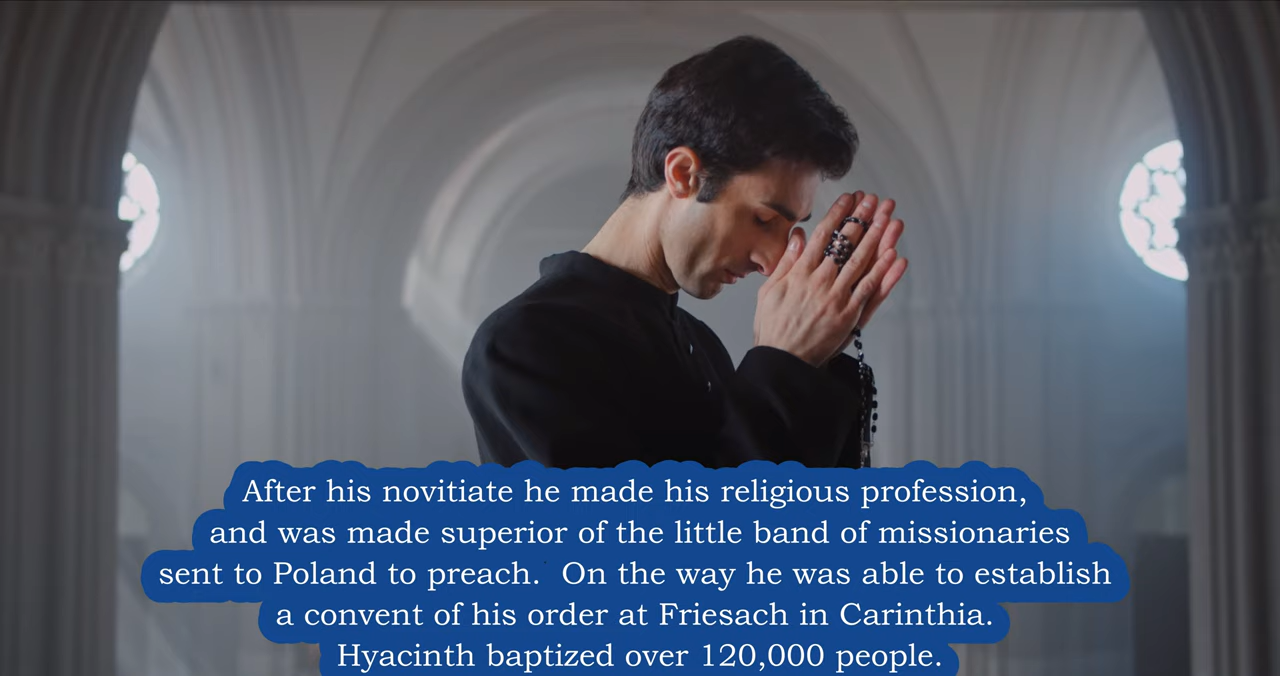 After his novitiate he made his religious profession,
and was made superior of the little band of missionaries
sent to Poland to preach.  On the way he was able to establish
a convent of his order at Friesach in Carinthia.
Hyacinth baptized over 120,000 people.